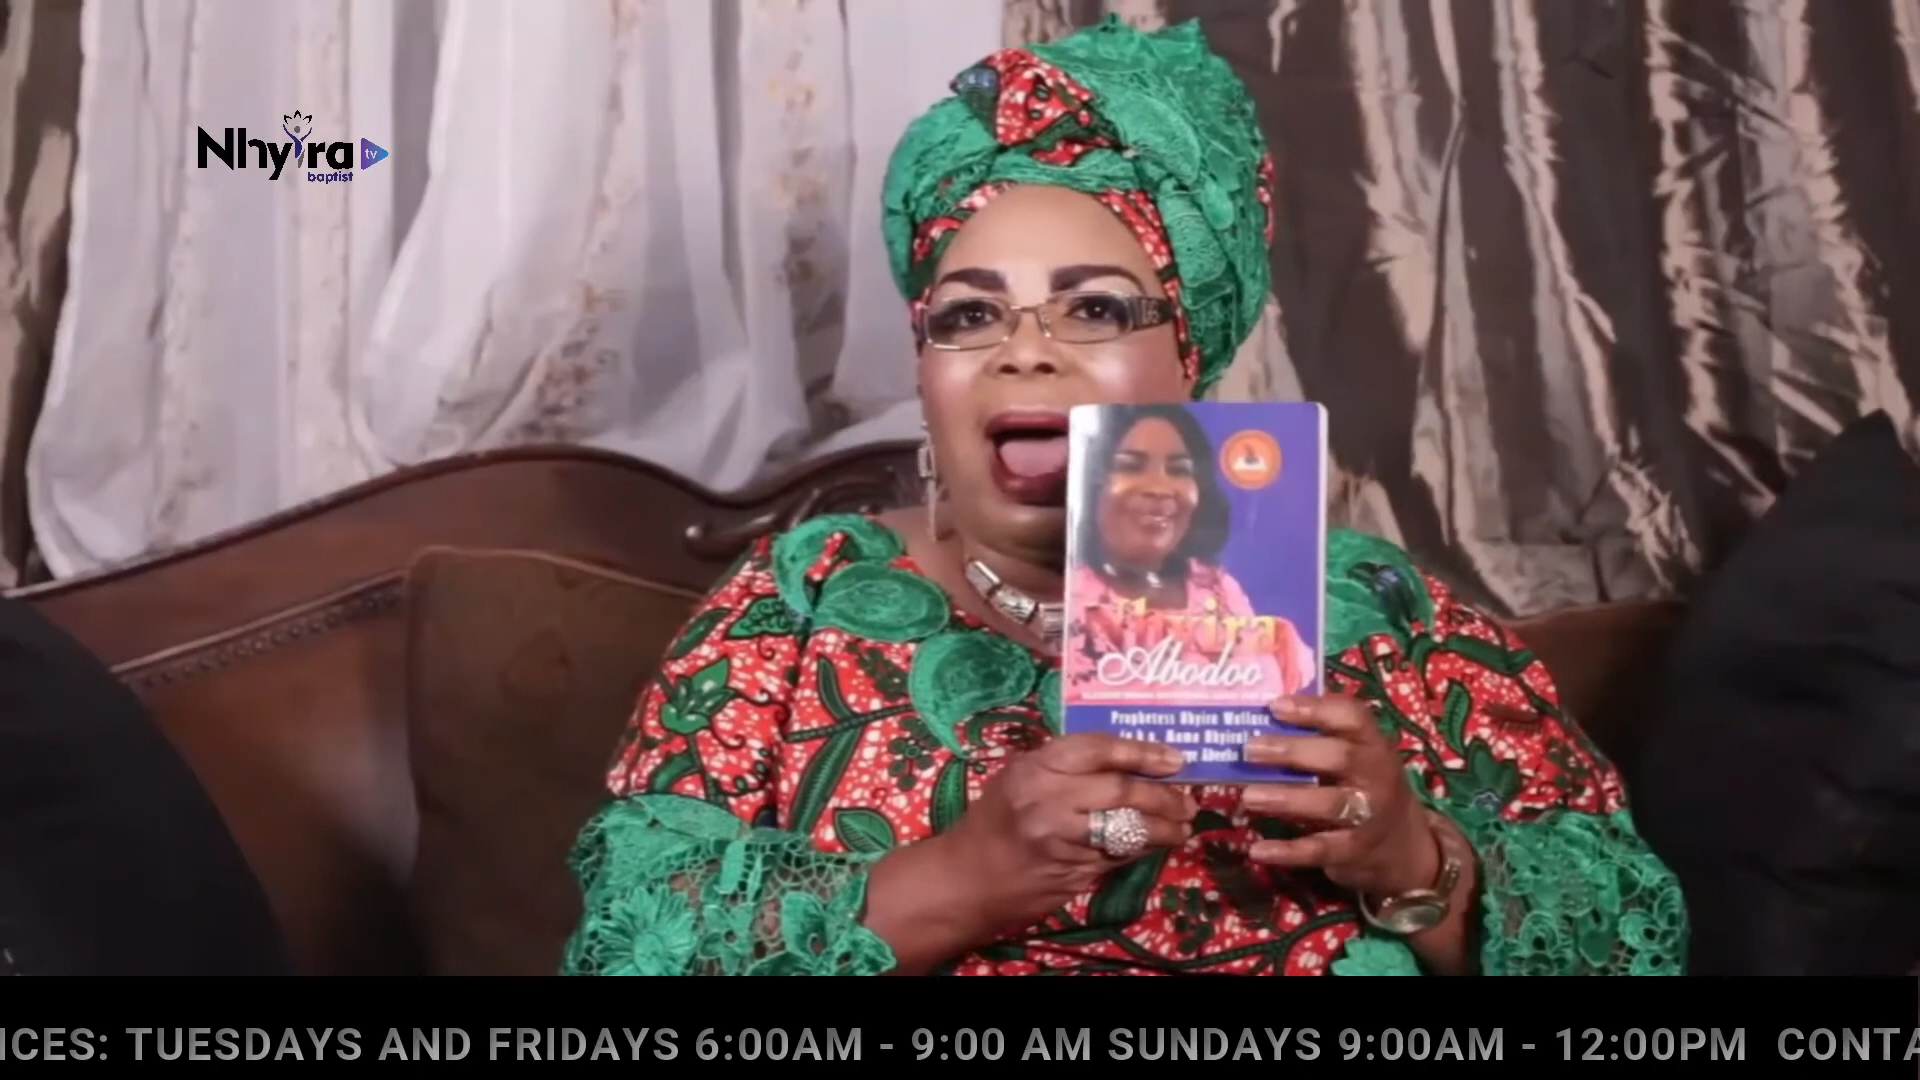 Nhyira tv
baptist
Nhyira
Abodoo
Prophetess Nhyira Wallace
ICES: TUESDAYS AND FRIDAYS 6:00AM - 9:00 AM SUNDAYS 9:00AM - 12:00PM CONTA